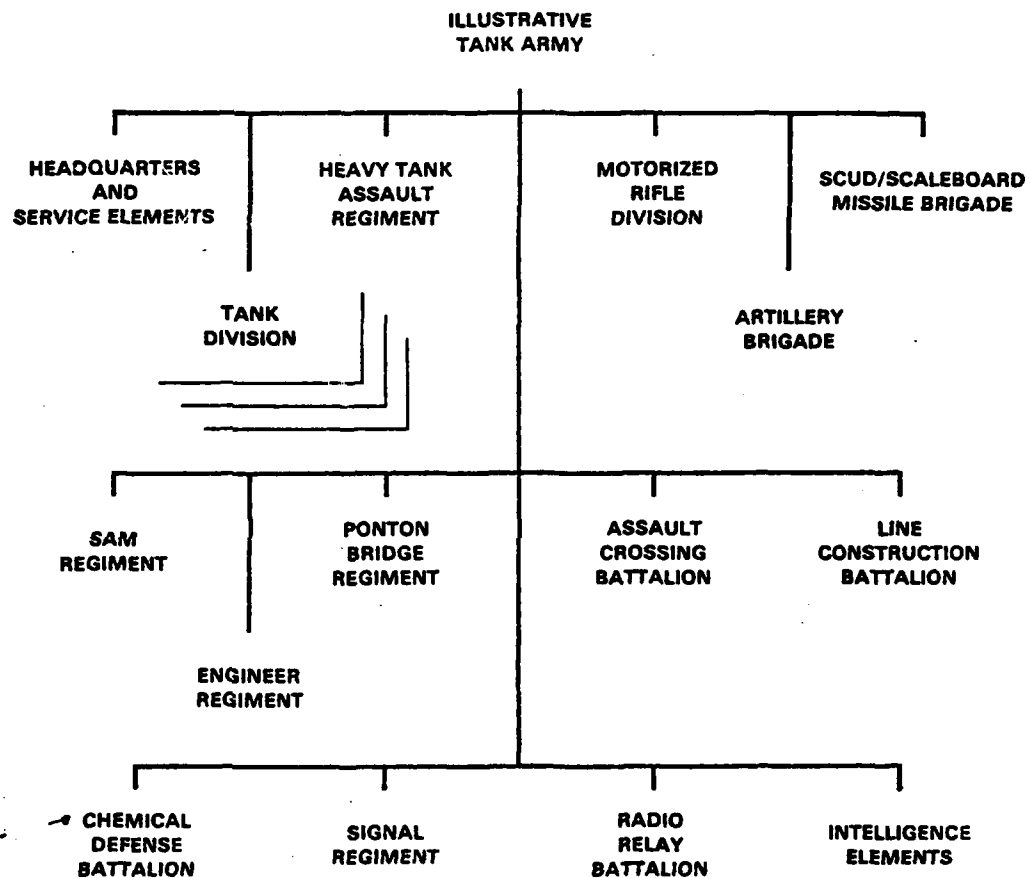 ILLUSTRATIVE
TANK ARMY
HEADQUARTERS
AND
SERVICE ELEMENTS
HEAVY TANK
ASSAULT
REGIMENT
MOTORIZED
RIFLE
DIVISION
SCUD/SCALEBOARD
MISSILE BRIGADE
TANK
DIVISION
ARTILLERY
BRIGADE
SAM
REGIMENT
PONTON
BRIDGE
REGIMENT
ASSAULT
CROSSING
BATTALION
LINE
CONSTRUCTION
BATTALION
ENGINEER
REGIMENT
CHEMICAL
DEFENSE
BATTALION
SIGNAL
REGIMENT
RADIO
RELAY
BATTALION
INTELLIGENCE
ELEMENTS